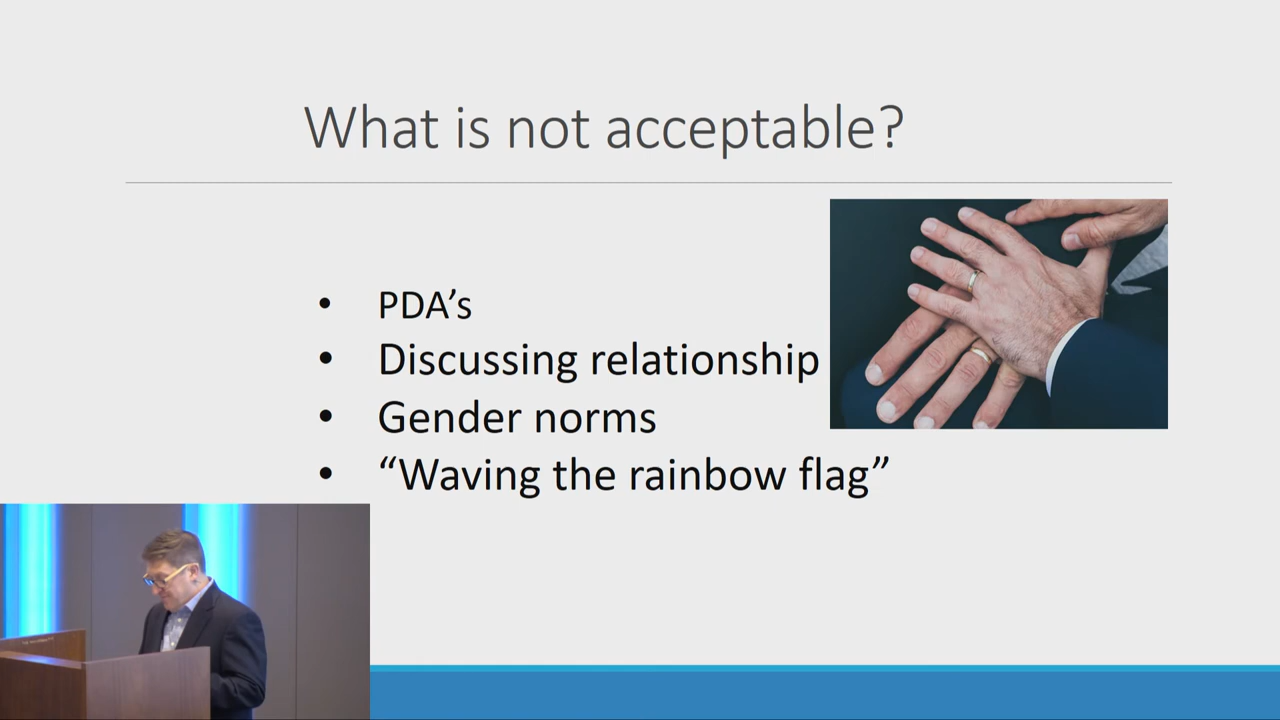 What is not acceptable?
• PDA’s
• Discussing relationship
• Gender norms
• “Waving the rainbow flag”